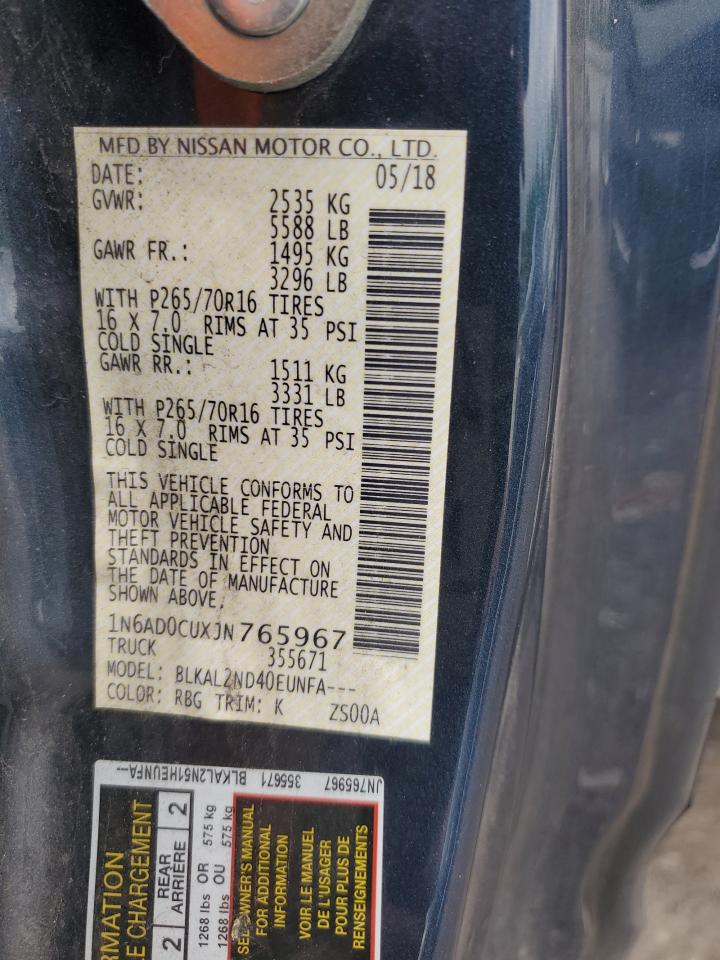 MFD BY NISSAN MOTOR CO., LTD.
DATE: 05/18
GVWR: 2535 KG
5588 LB
GAWR FR.: 1495 KG
3296 LB
WITH P265/70R16 TIRES
16 X 7.0 RIMS AT 35 PSI
COLD SINGLE
GAWR RR.: 1511 KG
3331 LB
WITH P265/70R16 TIRES
16 X 7.0 RIMS AT 35 PSI
COLD SINGLE
THIS VEHICLE CONFORMS TO
ALL APPLICABLE FEDERAL
MOTOR VEHICLE SAFETY AND
THEFT PREVENTION
STANDARDS IN EFFECT ON
THE DATE OF MANUFACTURE
SHOWN ABOVE.
1N6AD0CUXJN765967
TRUCK 355671
MODEL: BLKAL2ND40EUNFA---
COLOR: RBG TRIM: K ZS00A
JN765967 355671 BLKAL2N51HEUNFA--
RMATION
E CHARGEMENT
2 REAR 2
ARRIÈRE
1268 lbs OR 575 kg
1268 lbs OU 575 kg
SEE OWNER'S MANUAL
FOR ADDITIONAL
INFORMATION
VOIR LE MANUEL
DE L'USAGER
POUR PLUS DE
RENSEIGNEMENTS